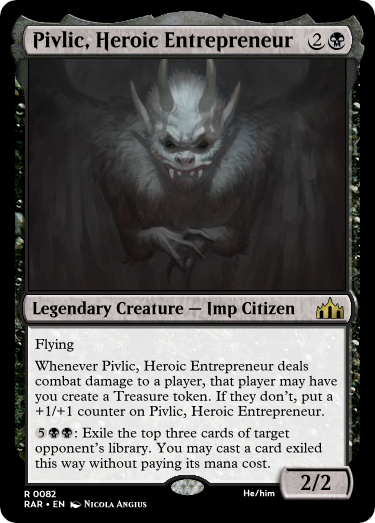 Pivlic, Heroic Entrepreneur 2
Legendary Creature — Imp Citizen
Flying
Whenever Pivlic, Heroic Entrepreneur deals
combat damage to a player, that player may have
you create a Treasure token. If they don't, put a
+1/+1 counter on Pivlic, Heroic Entrepreneur.
5: Exile the top three cards of target
opponent's library. You may cast a card exiled
this way without paying its mana cost.
2/2
R 0082 He/him
RAR • EN Nicola Angius